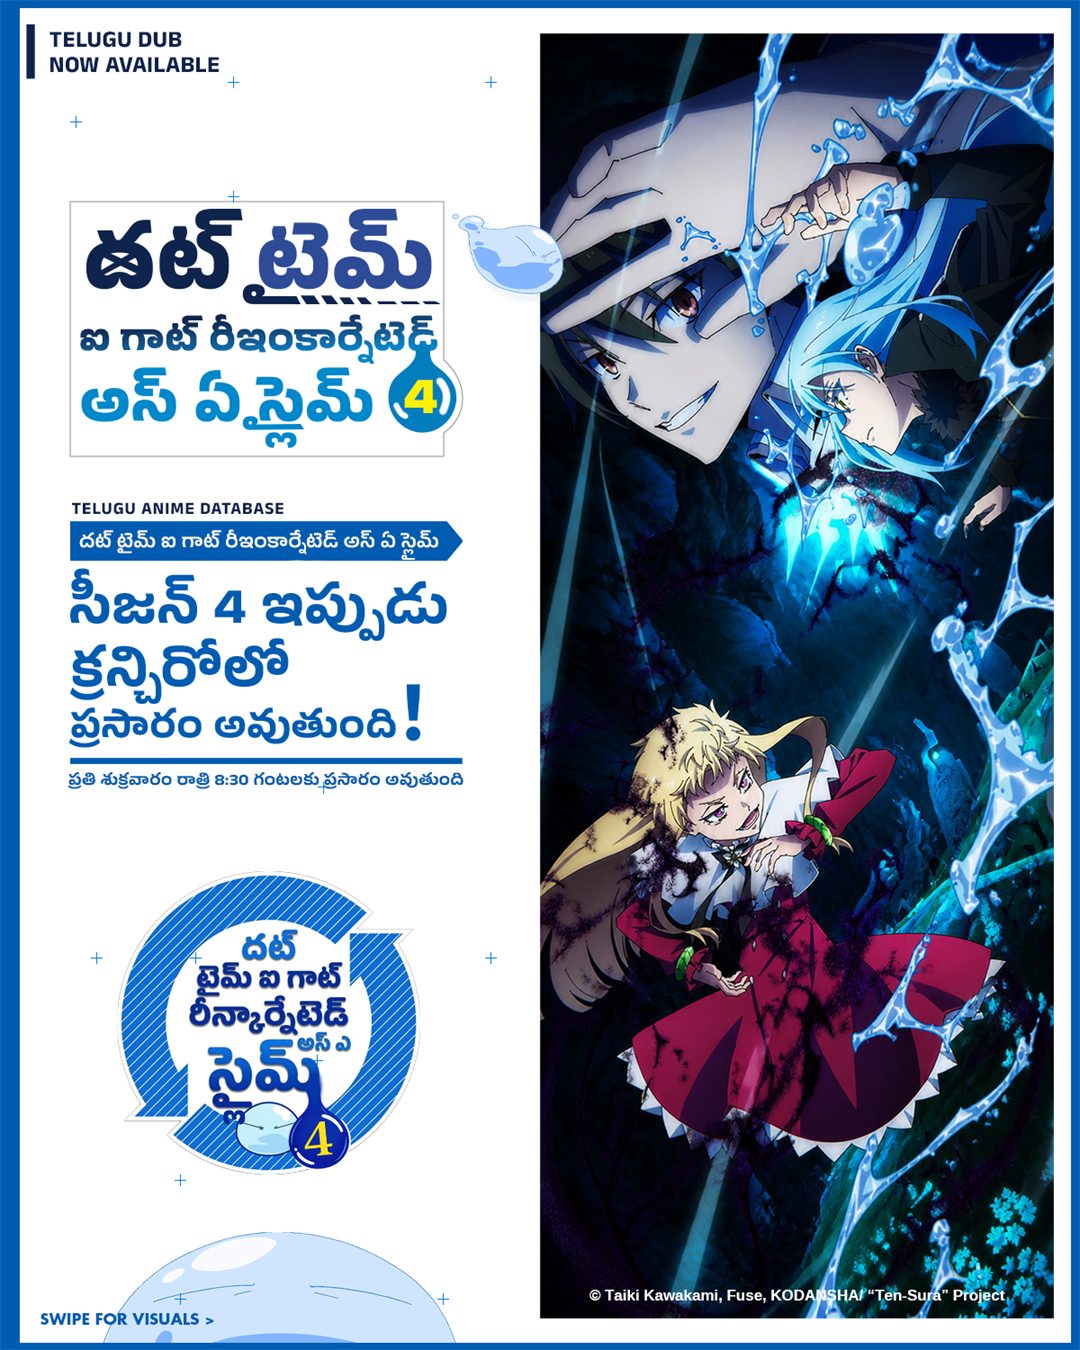 TELUGU DUB
NOW AVAILABLE
దట్ టైమ్
ఐ గాట్ రీఇంకార్నేటెడ్
అస్ ఏ స్లైమ్ 4
TELUGU ANIME DATABASE
దట్ టైమ్ ఐ గాట్ రీఇంకార్నేటెడ్ అస్ ఏ స్లైమ్
సీజన్ 4 ఇప్పుడు
క్రన్చిరోలో
ప్రసారం అవుతుంది!
ప్రతి శుక్రవారం రాత్రి 8:30 గంటలకు ప్రసారం అవుతుంది
దట్
టైమ్ ఐ గాట్
రీన్కార్నేటెడ్
అస్ ఎ
స్లైమ్
4
SWIPE FOR VISUALS >
© Taiki Kawakami, Fuse, KODANSHA/ “Ten-Sura” Project